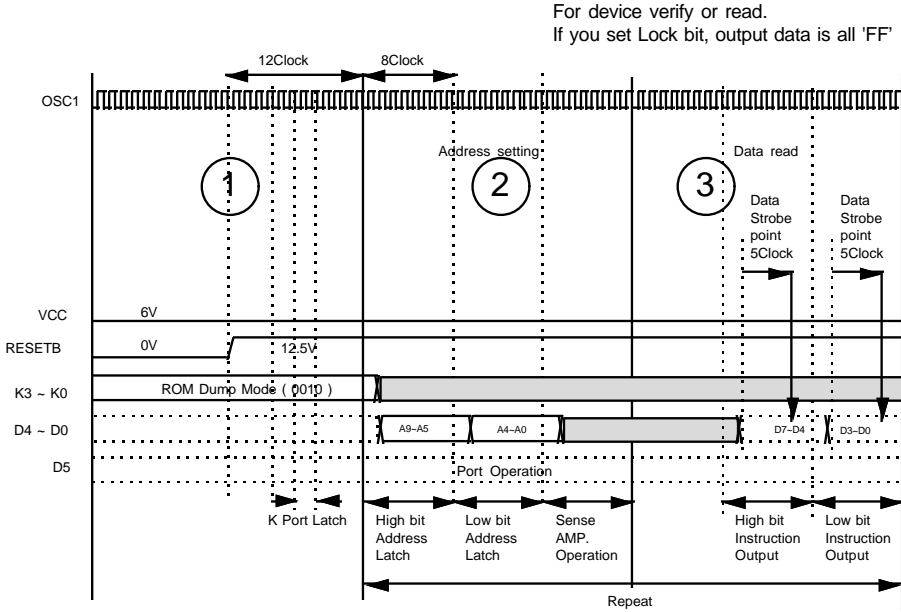 For device verify or read.
If you set Lock bit, output data is all 'FF'
12Clock
8Clock
OSC1
Address setting
Data read
1
2
3
Data
Strobe
point
5Clock
Data
Strobe
point
5Clock
VCC
6V
RESETB
0V
12.5V
K3 ~ K0
ROM Dump Mode ( 0010 )
D4 ~ D0
A9~A5
A4~A0
D7~D4
D3~D0
D5
Port Operation
K Port Latch
High bit
Address
Latch
Low bit
Address
Latch
Sense
AMP.
Operation
High bit
Instruction
Output
Low bit
Instruction
Output
Repeat